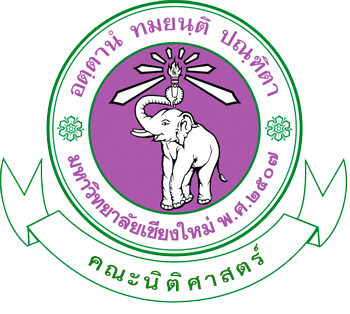 อตฺตานํ ทมยนฺติ ปณฺฑิตา
มหาวิทยาลัยเชียงใหม่ พ.ศ.๒๕๐๗
คณะนิติศาสตร์